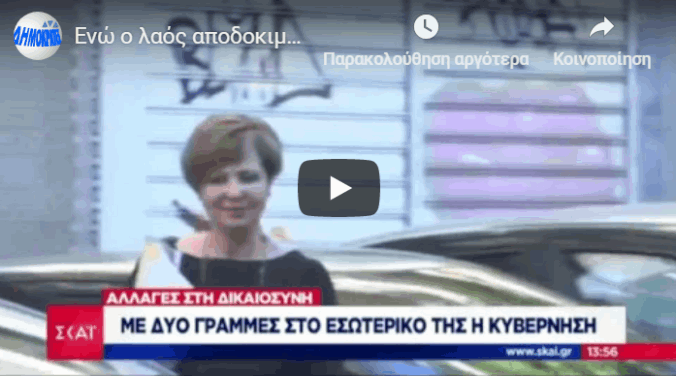 ΔΗΜΟΚΡΑΤΙΑ
Ενώ ο λαός αποδοκιμ...
Παρακολούθηση αργότερα
Κοινοποίηση
ΑΛΛΑΓΕΣ ΣΤΗ ΔΙΚΑΙΟΣΥΝΗ
ΣΚΑΪ
ΜΕ ΔΥΟ ΓΡΑΜΜΕΣ ΣΤΟ ΕΣΩΤΕΡΙΚΟ ΤΗΣ Η ΚΥΒΕΡΝΗΣΗ
www.skai.gr
13:56